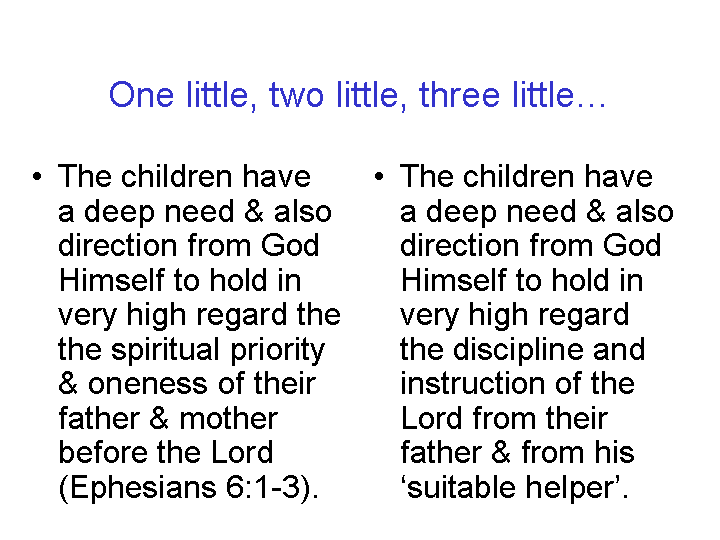 One little, two little, three little…
• The children have
a deep need & also
direction from God
Himself to hold in
very high regard the
the spiritual priority
& oneness of their
father & mother
before the Lord
(Ephesians 6:1-3).
• The children have
a deep need & also
direction from God
Himself to hold in
very high regard
the discipline and
instruction of the
Lord from their
father & from his
‘suitable helper’.